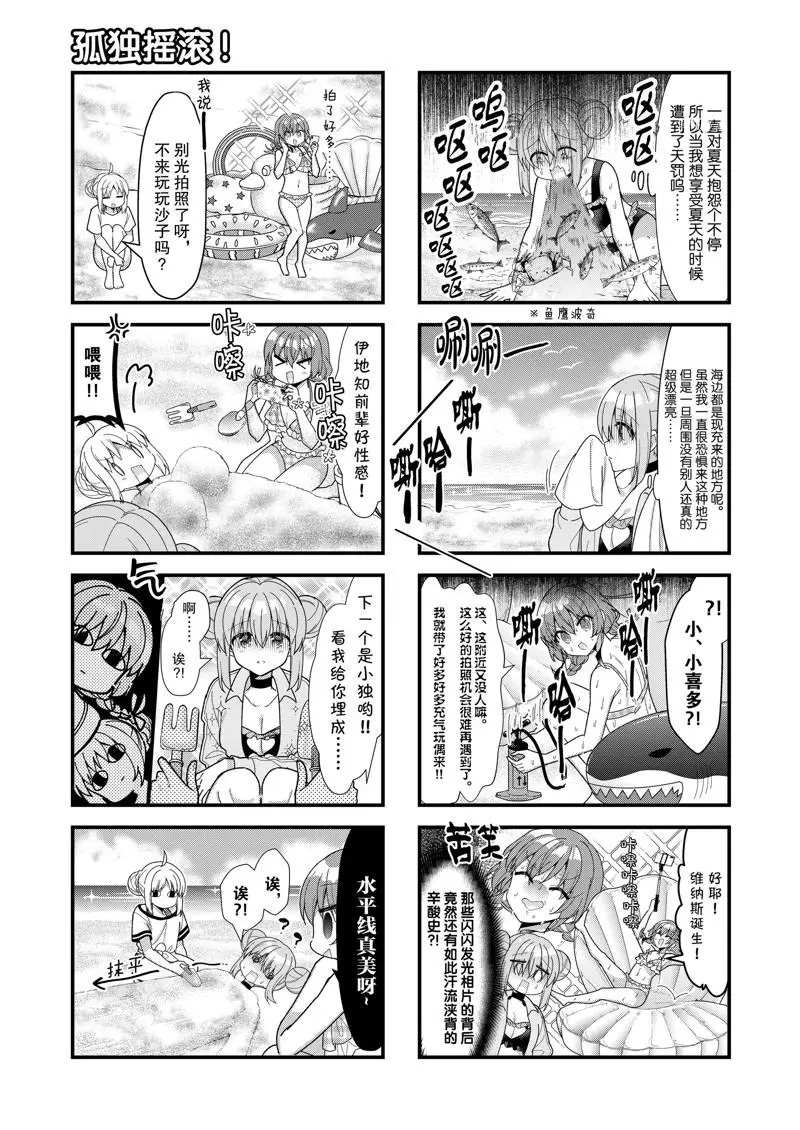 孤独摇滚！
一直对夏天抱怨个不停
所以当我想享受夏天的时候
遭到了天罚呜……
呕
呕
呜
呕
呕
呕
呕
呕
※鱼鹰波奇
海边都是现充来的地方呢。
虽然我一直很恐惧来这种地方
但是一旦周围没有别人还真的
超级漂亮……
唰
唰
嘶
哈
嘶
?!
小、小喜多?!
嘶
哈
嘶
哈
这、这附近又没人嘛。
这么好的拍照机会很难再遇到了。
我就带了好多好多充气玩偶来!!
好耶！
维纳斯诞生！
咔嚓咔嚓咔嚓
苦笑
那些闪闪发光相片的背后
竟然还有如此汗流浃背的
辛酸史?!
拍了好多…
我说
别光拍照了呀，
不来玩玩沙子吗？
伊地知前辈好性感！
咔嚓
咔嚓
喂喂!!
下一个是小独哟!!
看我给你埋成……
啊……
诶?!
气
水平线真美呀~
诶，
诶?!
抹平